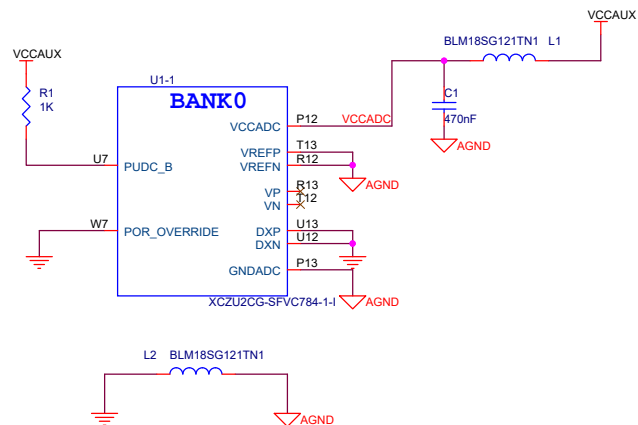 VCCAUX
BLM18SG121TN1 L1
VCCAUX
U1-1
R1
1K
BANK0
C1
470nF
AGND
VCCADC P12 VCCADC
VREFP T13
U7 PUDC_B
VREFN R12
AGND
VP R13
VN T12
W7 POR_OVERRIDE
DXP U13
DXN U12
GNDADC P13
AGND
XCZU2CG-SFVC784-1-I
L2 BLM18SG121TN1
AGND